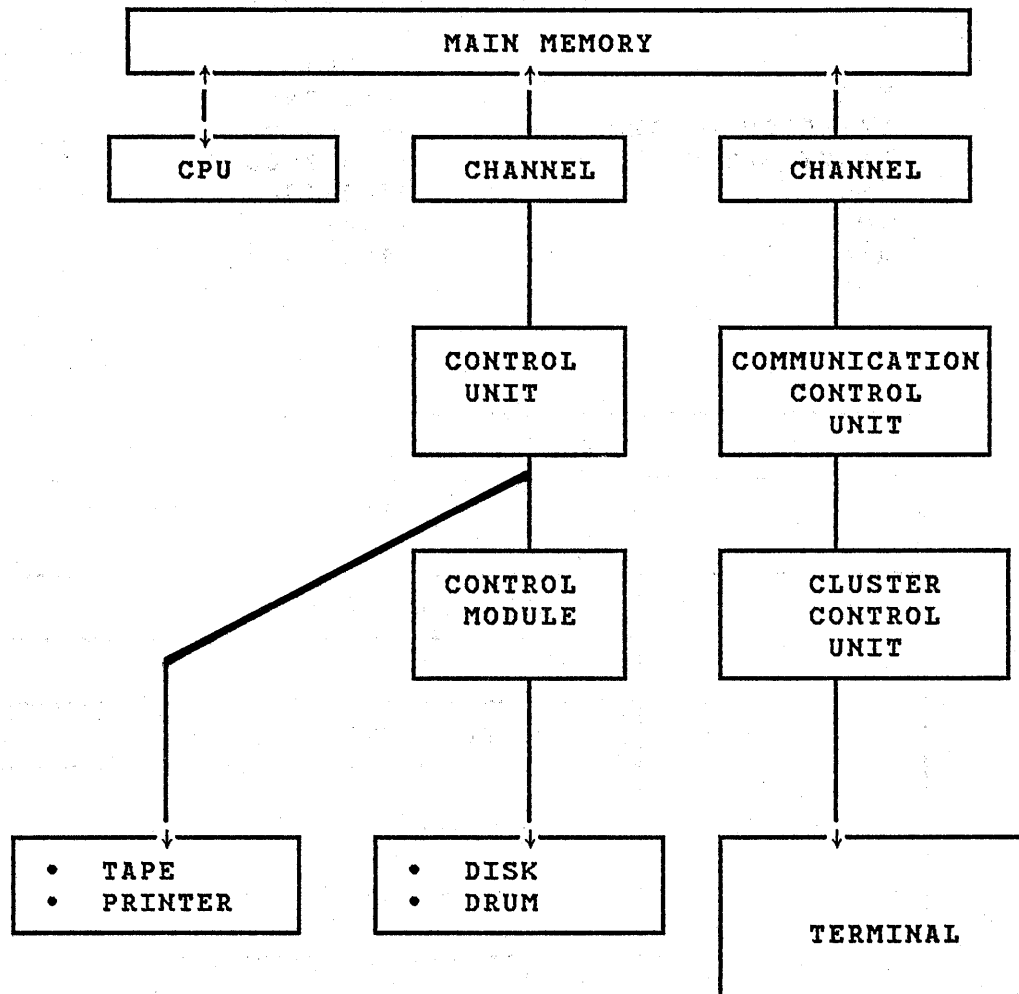 MAIN MEMORY
CPU
CHANNEL
CHANNEL
CONTROL
UNIT
COMMUNICATION
CONTROL
UNIT
CONTROL
MODULE
CLUSTER
CONTROL
UNIT
• TAPE
• PRINTER
• DISK
• DRUM
TERMINAL